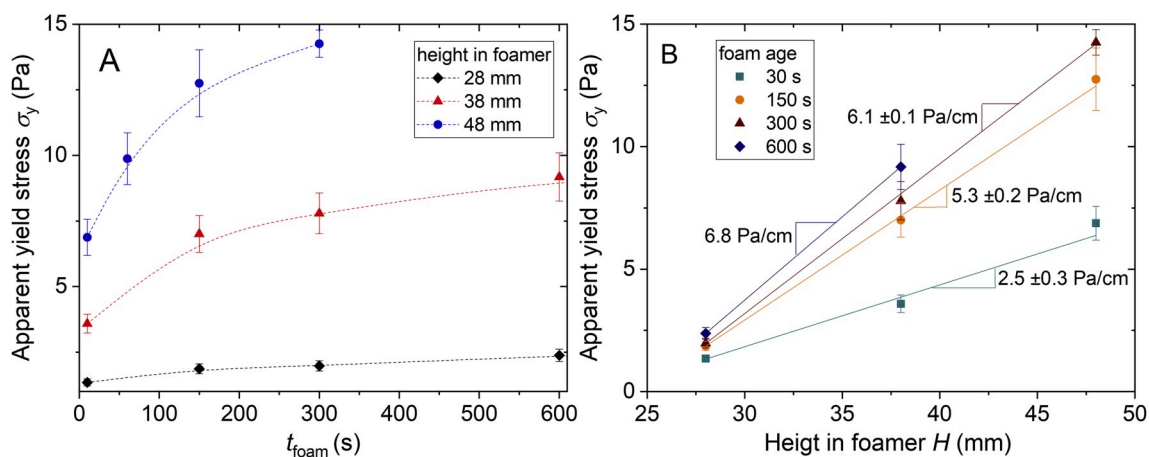 A
height in foamer
28 mm
38 mm
48 mm
Apparent yield stress σy (Pa)
15
10
5
0
100
200
300
400
500
600
tfoam (s)
B
foam age
30 s
150 s
300 s
600 s
6.1 ±0.1 Pa/cm
5.3 ±0.2 Pa/cm
6.8 Pa/cm
2.5 ±0.3 Pa/cm
Apparent yield stress σy (Pa)
15
10
5
0
25
30
35
40
45
50
Heigt in foamer H (mm)